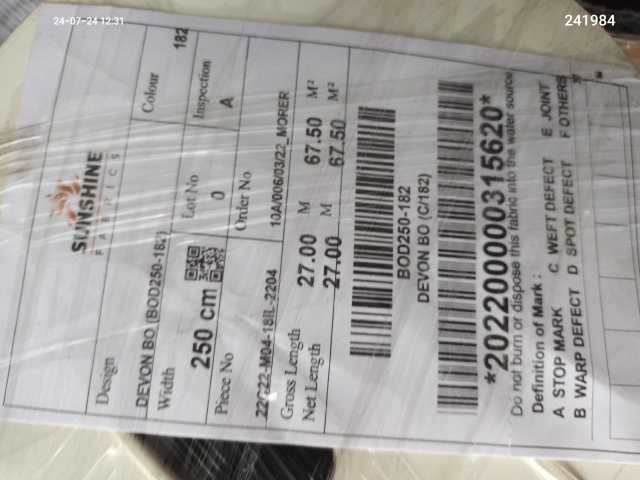 24-07-24 12:31
241984
SUNSHINE
FABRICS
Design
Colour
DEVON BO (BOD250-182)
182
Width
Lot No
Inspection
250 cm
0
A
Piece No
Order No
22G22-M04-18IL-2204
10A/006/03/22_MORER
Gross Length 27.00 M 67.50 M²
Net Length 27.00 M 67.50 M²
BOD250-182
DEVON BO (C/182)
*2022000000315620*
Do not burn or dispose this fabric into the water source
Definition of Mark :
A STOP MARK C WEFT DEFECT E JOINT
B WARP DEFECT D SPOT DEFECT F OTHERS